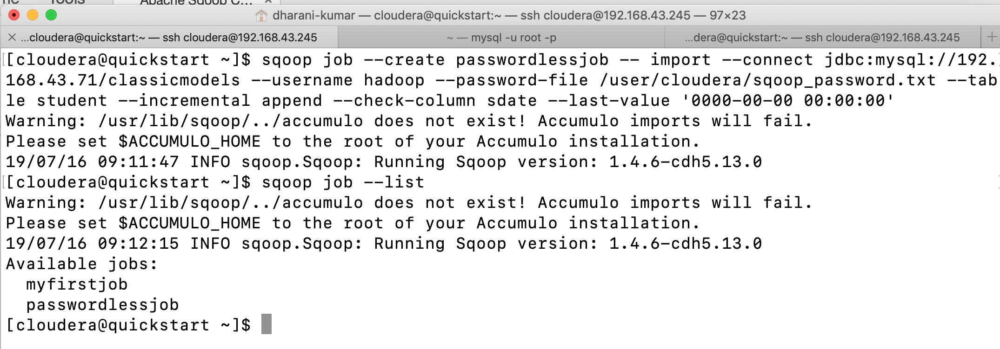 Tools
Apache Sqoop C... ×
dharani-kumar — cloudera@quickstart:~ — ssh cloudera@192.168.43.245 — 97×23
...cloudera@quickstart:~ — ssh cloudera@192.168.43.245
~ — mysql -u root -p
...dera@quickstart:~ — ssh cloudera@192.168.43.245
[cloudera@quickstart ~]$ sqoop job --create passwordlessjob -- import --connect jdbc:mysql://192.
168.43.71/classicmodels --username hadoop --password-file /user/cloudera/sqoop_password.txt --tab
le student --incremental append --check-column sdate --last-value '0000-00-00 00:00:00'
Warning: /usr/lib/sqoop/../accumulo does not exist! Accumulo imports will fail.
Please set $ACCUMULO_HOME to the root of your Accumulo installation.
19/07/16 09:11:47 INFO sqoop.Sqoop: Running Sqoop version: 1.4.6-cdh5.13.0
[cloudera@quickstart ~]$ sqoop job --list
Warning: /usr/lib/sqoop/../accumulo does not exist! Accumulo imports will fail.
Please set $ACCUMULO_HOME to the root of your Accumulo installation.
19/07/16 09:12:15 INFO sqoop.Sqoop: Running Sqoop version: 1.4.6-cdh5.13.0
Available jobs:
  myfirstjob
  passwordlessjob
[cloudera@quickstart ~]$